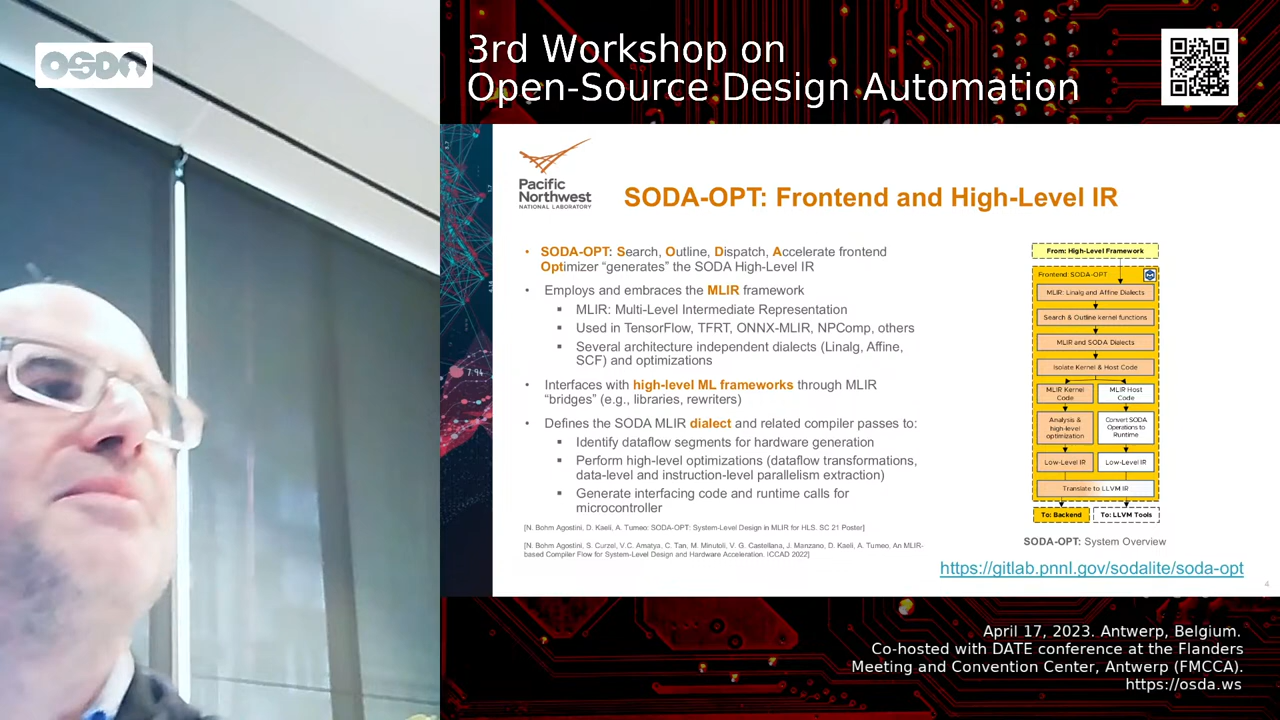 OSDA
3rd Workshop on
Open-Source Design Automation
Pacific
Northwest
NATIONAL LABORATORY
SODA-OPT: Frontend and High-Level IR
• SODA-OPT: Search, Outline, Dispatch, Accelerate frontend
Optimizer “generates” the SODA High-Level IR
• Employs and embraces the MLIR framework
▪ MLIR: Multi-Level Intermediate Representation
▪ Used in TensorFlow, TFRT, ONNX-MLIR, NPComp, others
▪ Several architecture independent dialects (Linalg, Affine,
SCF) and optimizations
• Interfaces with high-level ML frameworks through MLIR
“bridges” (e.g., libraries, rewriters)
• Defines the SODA MLIR dialect and related compiler passes to:
▪ Identify dataflow segments for hardware generation
▪ Perform high-level optimizations (dataflow transformations,
data-level and instruction-level parallelism extraction)
▪ Generate interfacing code and runtime calls for
microcontroller
[N. Bohm Agostini, D. Kaeli, A. Tumeo: SODA-OPT: System-Level Design in MLIR for HLS. SC 21 Poster]
[N. Bohm Agostini, S. Curzel, V.C. Amatya, C. Tan, M. Minutoli, V. G. Castellana, J. Manzano, D. Kaeli, A. Tumeo, An MLIR-
based Compiler Flow for System-Level Design and Hardware Acceleration. ICCAD 2022]
From: High-Level Framework
Frontend: SODA-OPT
MLIR: Linalg and Affine Dialects
Search & Outline kernel functions
MLIR and SODA Dialects
Isolate Kernel & Host Code
MLIR Kernel
Code
MLIR Host
Code
Analysis &
high-level
optimization
Convert SODA
Operations to
Runtime
Low-Level IR
Low-Level IR
Translate to LLVM IR
To: Backend
To: LLVM Tools
SODA-OPT: System Overview
https://gitlab.pnnl.gov/sodalite/soda-opt
4
7.94
April 17, 2023. Antwerp, Belgium.
Co-hosted with DATE conference at the Flanders
Meeting and Convention Center, Antwerp (FMCCA).
https://osda.ws